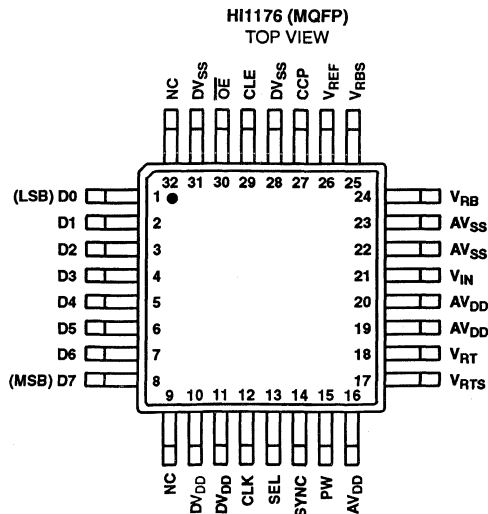 HI1176 (MQFP)
TOP VIEW
NC DVSS OE CLE DVSS CCP VREF VRBS
32 31 30 29 28 27 26 25
(LSB) D0 1 24 VRB
D1 2 23 AVSS
D2 3 22 AVSS
D3 4 21 VIN
D4 5 20 AVDD
D5 6 19 AVDD
D6 7 18 VRT
(MSB) D7 8 17 VRTS
9 10 11 12 13 14 15 16
NC DVDD DVDD CLK SEL SYNC PW AVDD